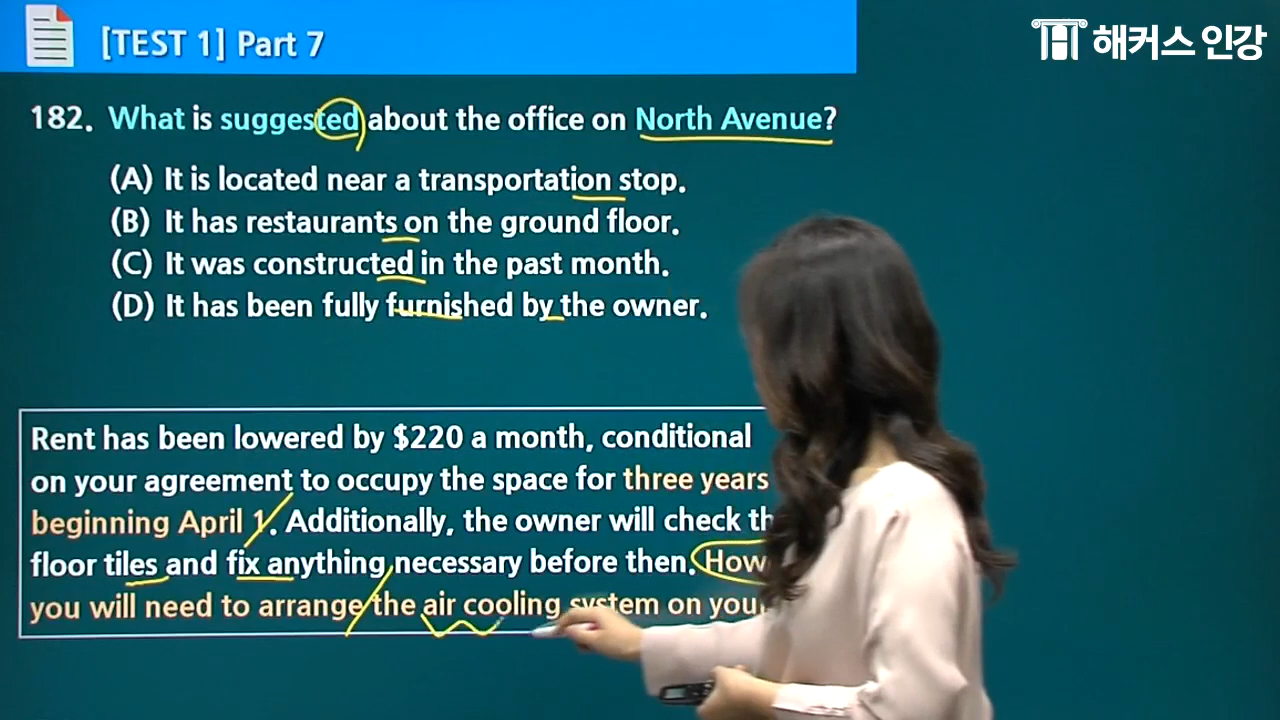 [TEST 1] Part 7
해커스 인강
182. What is suggested about the office on North Avenue?
(A) It is located near a transportation stop.
(B) It has restaurants on the ground floor.
(C) It was constructed in the past month.
(D) It has been fully furnished by the owner.
Rent has been lowered by $220 a month, conditional
on your agreement to occupy the space for three years
beginning April 1. Additionally, the owner will check
floor tiles and fix anything necessary before then.
you will need to arrange the air cooling system on